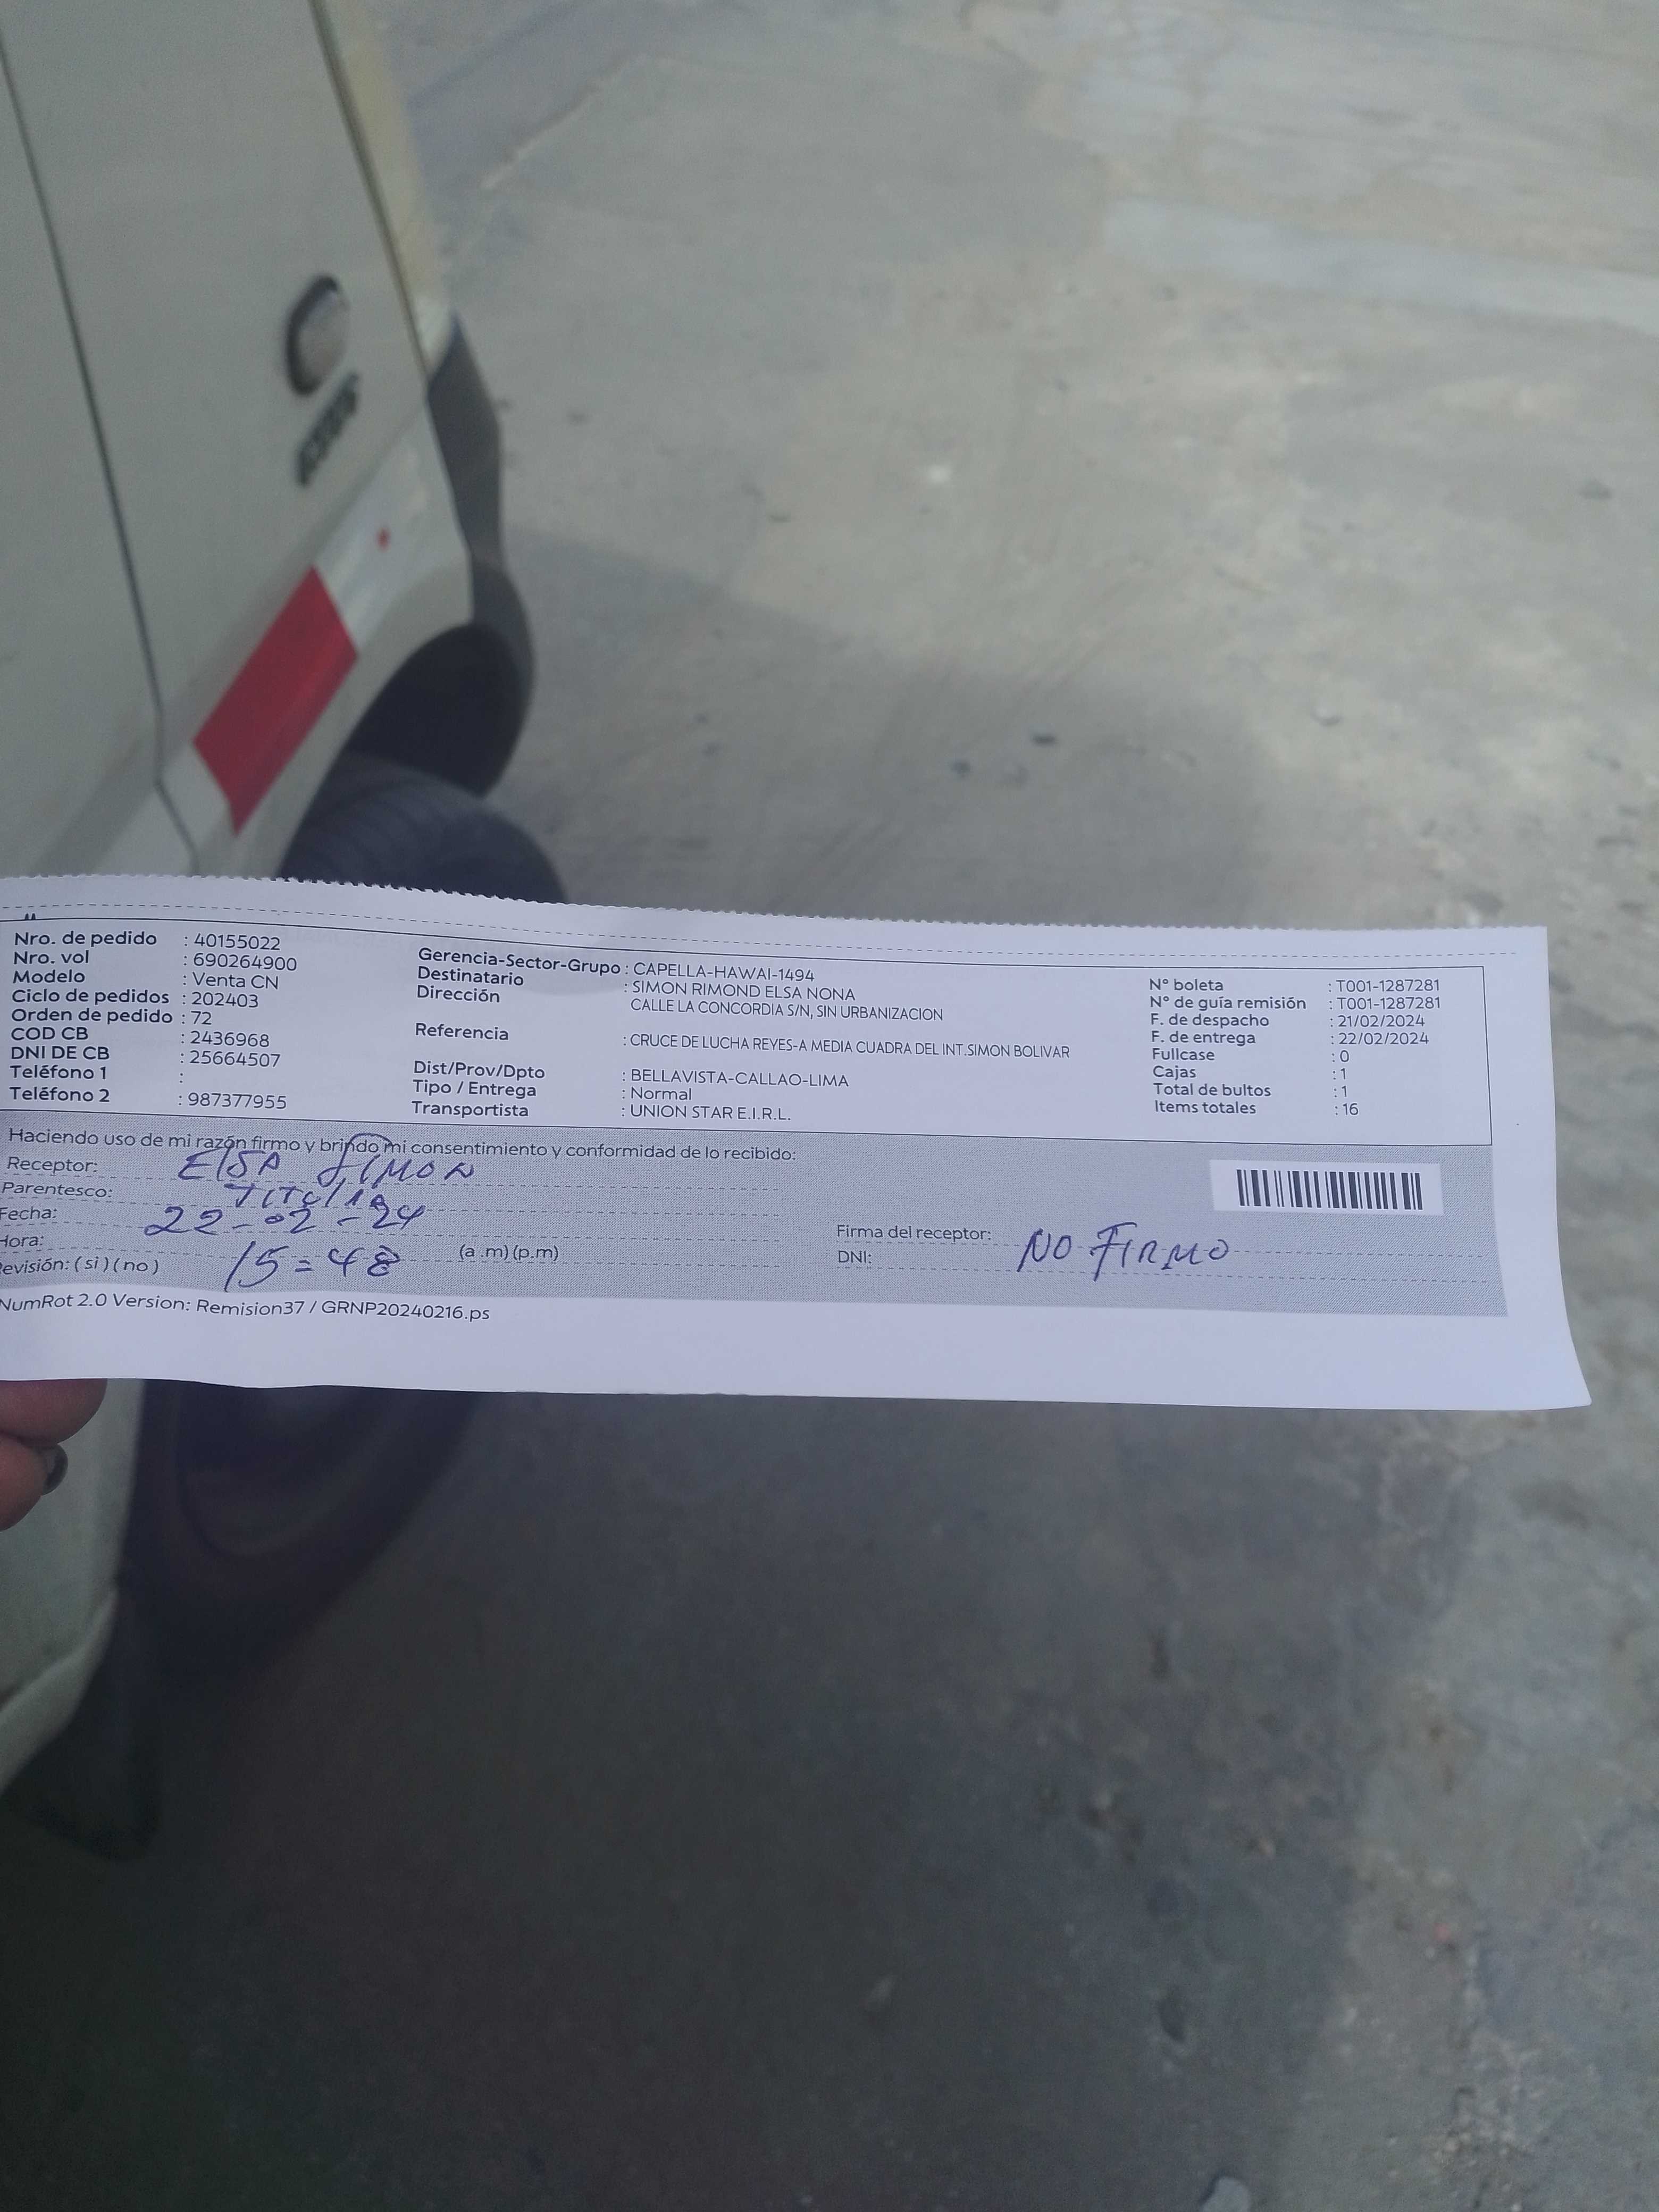 Nro. de pedido : 40155022
Nro. vol : 690264900
Modelo : Venta CN
Ciclo de pedidos : 202403
Orden de pedido : 72
COD CB : 2436968
DNI DE CB : 25664507
Teléfono 1 :
Teléfono 2 : 987377955
Gerencia-Sector-Grupo : CAPELLA-HAWAI-1494
Destinatario : SIMON RIMOND ELSA NONA
Dirección CALLE LA CONCORDIA S/N, SIN URBANIZACION
Referencia : CRUCE DE LUCHA REYES-A MEDIA CUADRA DEL INT.SIMON BOLIVAR
Dist/Prov/Dpto : BELLAVISTA-CALLAO-LIMA
Tipo / Entrega : Normal
Transportista : UNION STAR E.I.R.L.
N° boleta : T001-1287281
N° de guía remisión : T001-1287281
F. de despacho : 21/02/2024
F. de entrega : 22/02/2024
Fullcase : 0
Cajas : 1
Total de bultos : 1
Items totales : 16
Haciendo uso de mi razón firmo y brindo mi consentimiento y conformidad de lo recibido:
Receptor: ELSA SIMON
Parentesco: TITUlAR
Fecha: 22-02-24
Hora: 15=48 (a .m) (p.m)
evisión: ( si ) ( no )
Firma del receptor: NO FIRMO
DNI:
NumRot 2.0 Version: Remision37 / GRNP20240216.ps